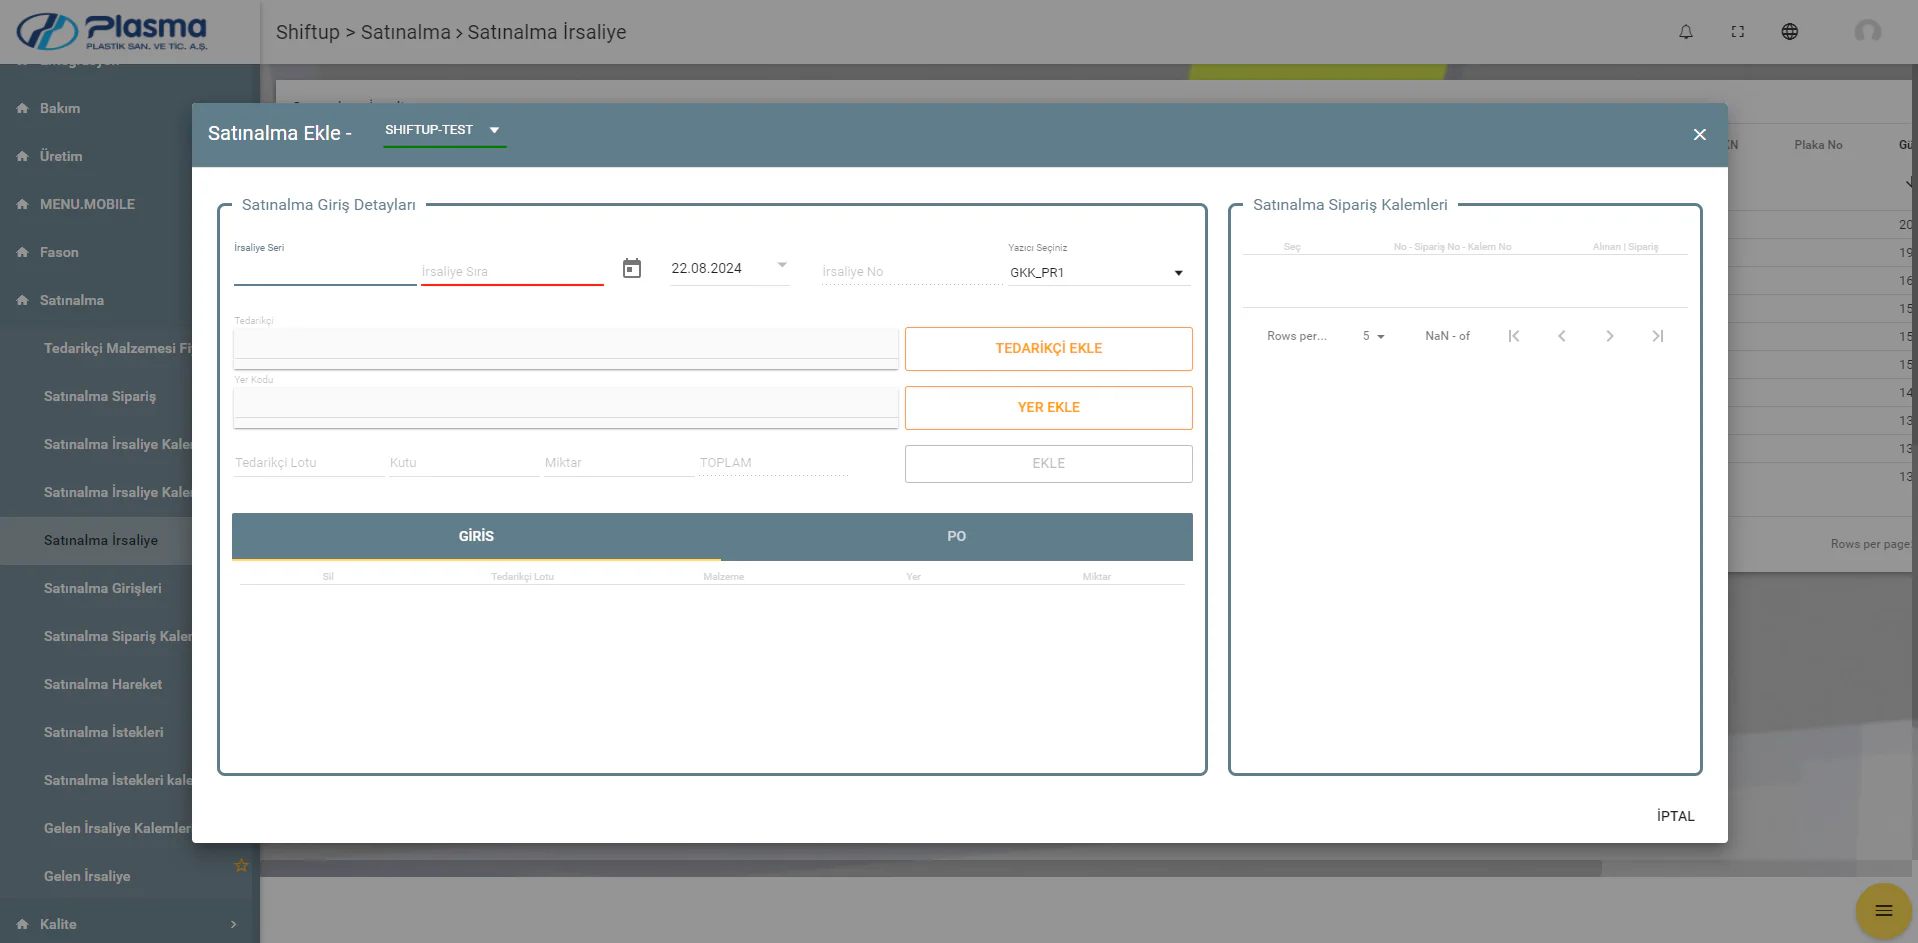 Plasma
PLASTİK SAN. VE TİC. A.Ş.
Shiftup > Satınalma > Satınalma İrsaliye
Bakım
Üretim
MENU.MOBILE
Fason
Satınalma
Tedarikçi Malzemesi Fi
Satınalma Sipariş
Satınalma İrsaliye Kale
Satınalma İrsaliye Kale
Satınalma İrsaliye
Satınalma Girişleri
Satınalma Sipariş Kaler
Satınalma Hareket
Satınalma İstekleri
Satınalma İstekleri kale
Gelen İrsaliye Kalemler
Gelen İrsaliye
Kalite
Satınalma Ekle -
SHIFTUP-TEST
Satınalma Giriş Detayları
İrsaliye Seri
İrsaliye Sıra
22.08.2024
İrsaliye No
Yazıcı Seçiniz
GKK_PR1
Tedarikçi
TEDARİKÇİ EKLE
Yer Kodu
YER EKLE
Tedarikçi Lotu
Kutu
Miktar
TOPLAM
EKLE
GİRİS
PO
Sil
Tedarikçi Lotu
Malzeme
Yer
Miktar
Satınalma Sipariş Kalemleri
Seç
No - Sipariş No - Kalem No
Alınan | Sipariş
Rows per...
5
NaN - of
İPTAL
Plaka No
Gü
20
19
16
15
15
15
14
13
13
13
Rows per page: